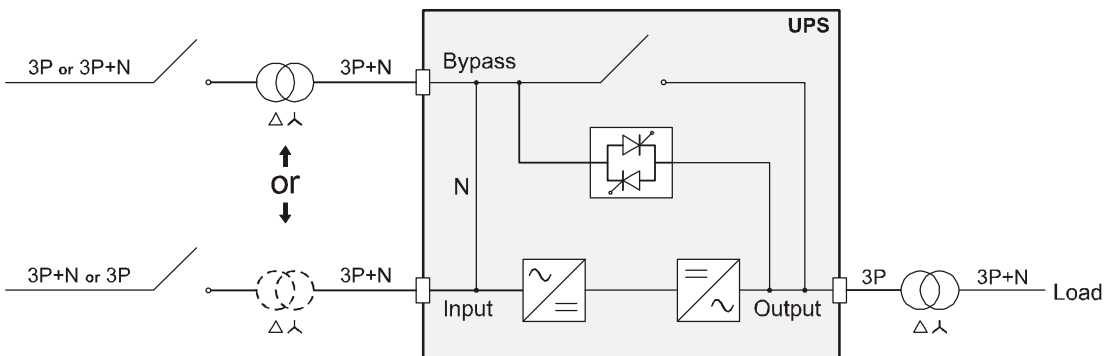 UPS
3P or 3P+N
3P+N
Bypass
or
N
3P+N or 3P
3P+N
Input
Output
3P
3P+N
Load